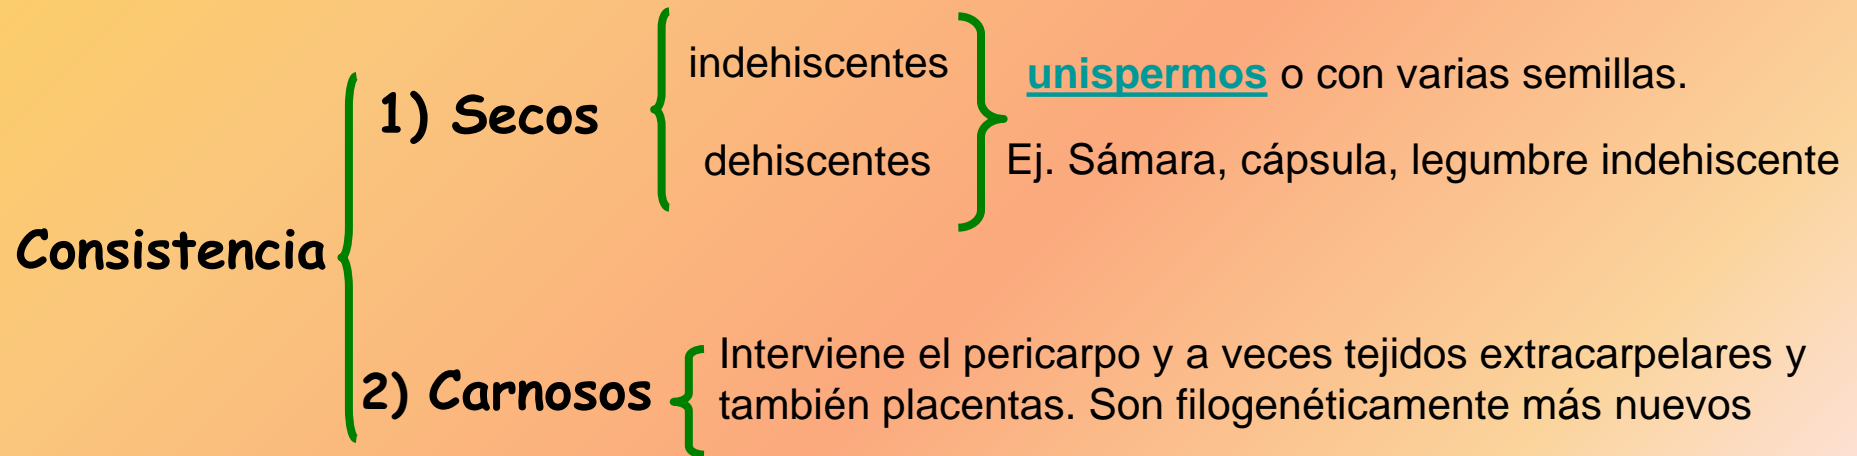 Consistencia
1) Secos
indehiscentes
dehiscentes
unispermos o con varias semillas.
Ej. Sámara, cápsula, legumbre indehiscente
2) Carnosos
Interviene el pericarpo y a veces tejidos extracarpelares y
también placentas. Son filogenéticamente más nuevos